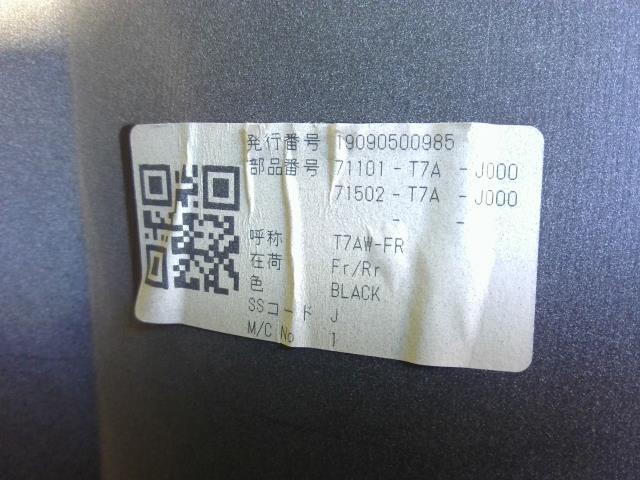 発行番号 19090500985
部品番号 71101 - T7A - J000
71502 - T7A - J000
- -
呼称 T7AW-FR
在荷 Fr/Rr
色 BLACK
SSコード J
M/C No 1